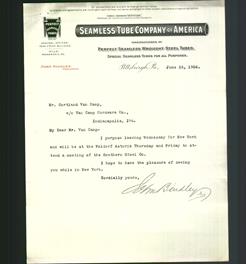 SEAMLESS TUBE COMPANY OF AMERICA
PERFECT SEAMLESS WROUGHT STEEL TUBES.
SPECIAL SEAMLESS TUBES FOR ALL PURPOSES.
Pittsburgh, Pa., June 25, 1906.
Mr. Cortland Van Camp,
c/o Van Camp Hardware Co.,
Indianapolis, Ind.
My Dear Mr. Van Camp-
I purpose leaving Wednesday for New York
and will be at the Waldorf Astoria Thursday and Friday to at-
tend a meeting of the Southern Steel Co.
I hope to have the pleasure of seeing
you while in New York.
Cordially yours,
John Bindley